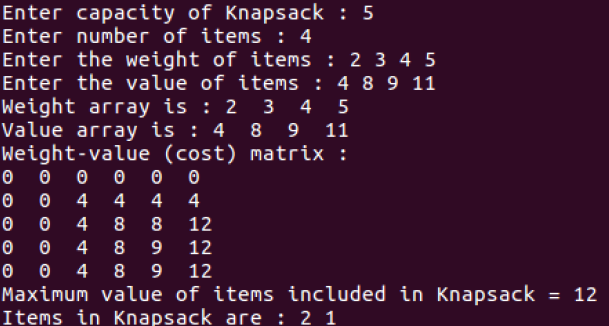 Enter capacity of Knapsack : 5
Enter number of items : 4
Enter the weight of items : 2 3 4 5
Enter the value of items : 4 8 9 11
Weight array is : 2  3  4  5
Value array is : 4  8  9  11
Weight-value (cost) matrix :
0  0  0  0  0  0
0  0  4  4  4  4
0  0  4  8  8  12
0  0  4  8  9  12
0  0  4  8  9  12
Maximum value of items included in Knapsack = 12
Items in Knapsack are : 2 1